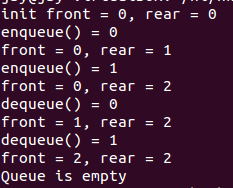 init front = 0, rear = 0
enqueue() = 0
front = 0, rear = 1
enqueue() = 1
front = 0, rear = 2
dequeue() = 0
front = 1, rear = 2
dequeue() = 1
front = 2, rear = 2
Queue is empty